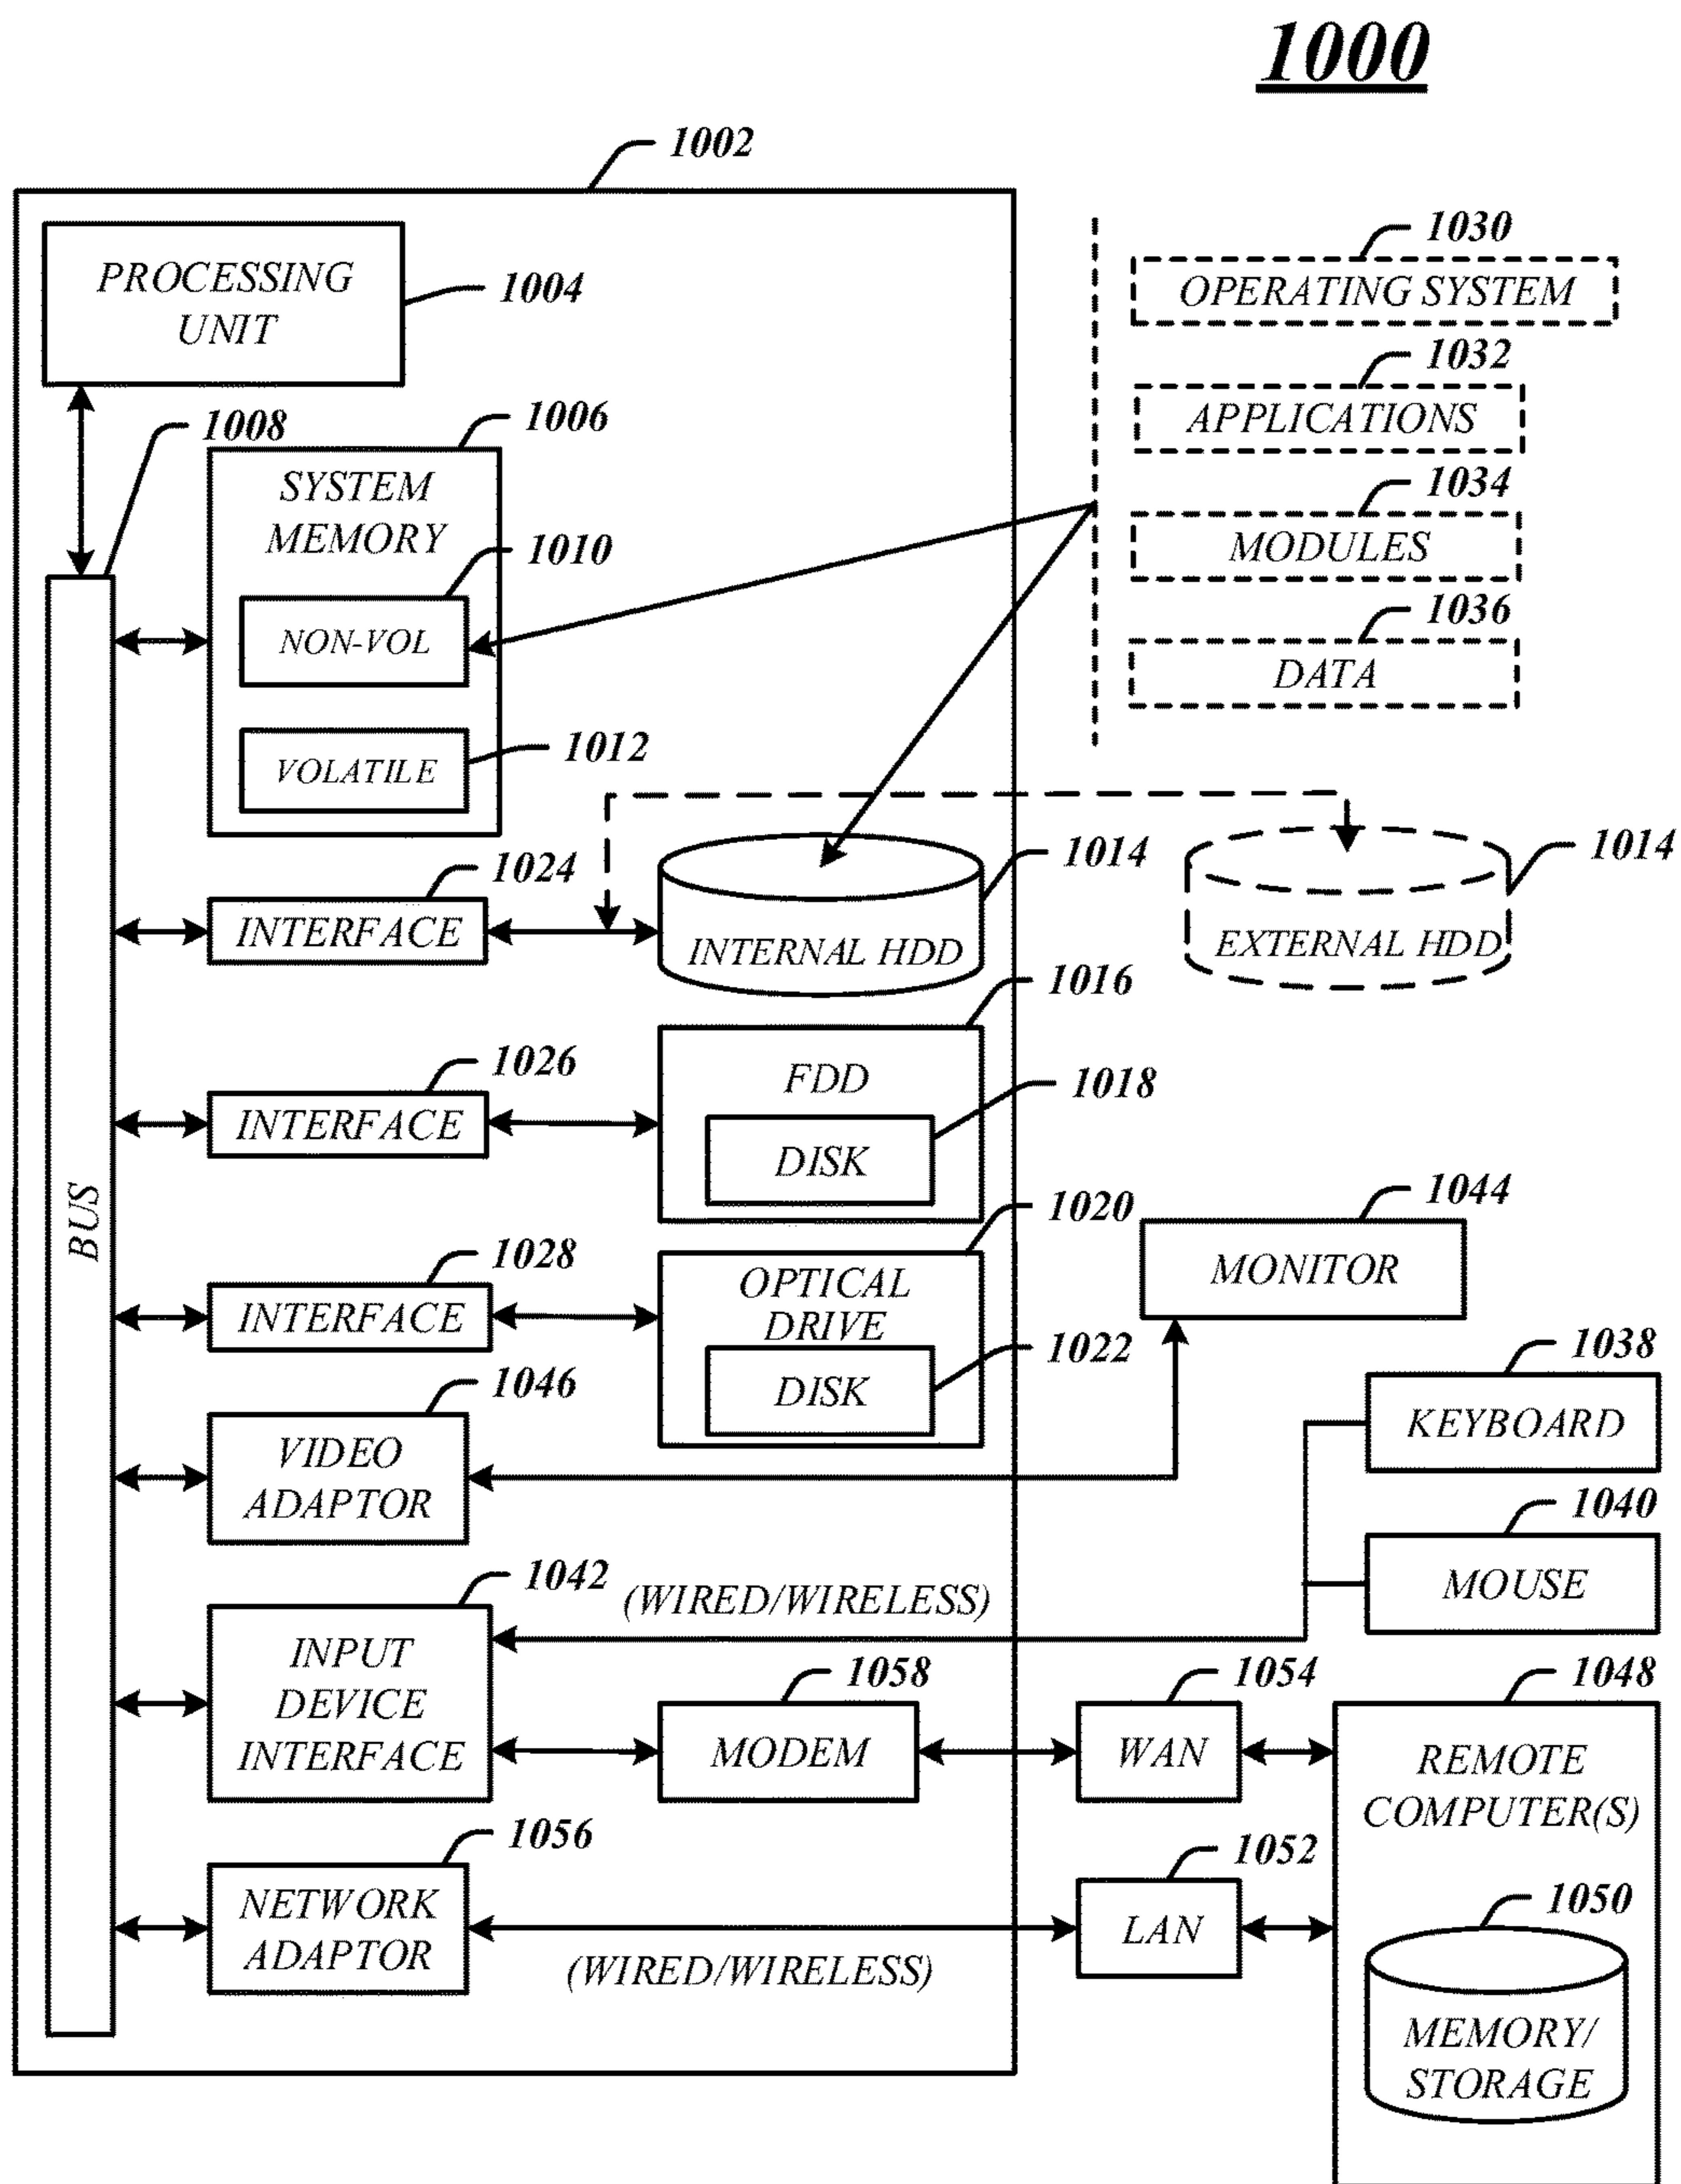 1000
1002
PROCESSING
UNIT
1004
1008
1006
SYSTEM
MEMORY
1010
NON-VOL
1012
VOLATILE
1030
OPERATING SYSTEM
1032
APPLICATIONS
1034
MODULES
1036
DATA
1024
INTERFACE
1014
INTERNAL HDD
1014
EXTERNAL HDD
1016
FDD
1018
DISK
1026
INTERFACE
BUS
1020
OPTICAL
DRIVE
1022
DISK
1028
INTERFACE
1044
MONITOR
1046
VIDEO
ADAPTOR
1038
KEYBOARD
1040
MOUSE
1042
INPUT
DEVICE
INTERFACE
(WIRED/WIRELESS)
1058
MODEM
1054
WAN
1048
REMOTE
COMPUTER(S)
1056
NETWORK
ADAPTOR
(WIRED/WIRELESS)
1052
LAN
1050
MEMORY/
STORAGE